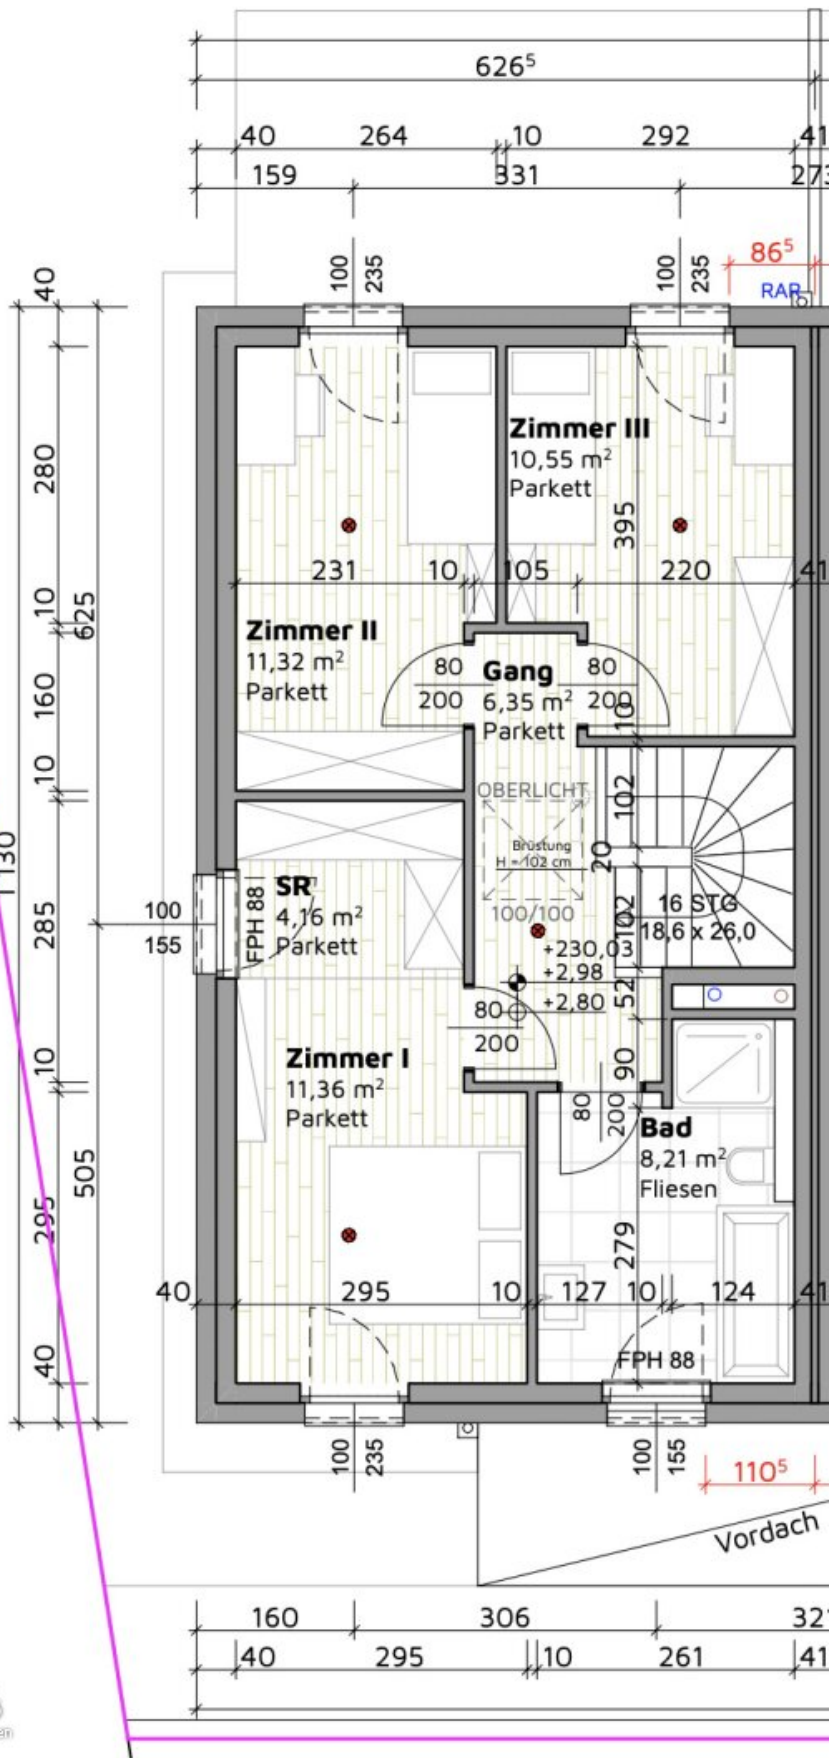 626⁵
40 264 10 292 41
159 331 273
100 235
100 235
86⁵
RAR
40
280
10
625
160
10
1130
285
10
505
295
40
Zimmer III
10,55 m²
Parkett
395
231 10 105 220 41
Zimmer II
11,32 m²
Parkett
80
200
Gang
6,35 m²
Parkett
80
200
10
OBERLICHT
Brüstung
H = 102 cm
100/100
102
20
102
16 STG
18,6 x 26,0
100
155
FPH 88
SR
4,16 m²
Parkett
+230,03
+2,98
+2,80
52
80
200
Zimmer I
11,36 m²
Parkett
90
80
200
Bad
8,21 m²
Fliesen
279
40 295 10 127 10 124 41
FPH 88
100 235
100 155
110⁵
Vordach
160 306 321
40 295 10 261 41